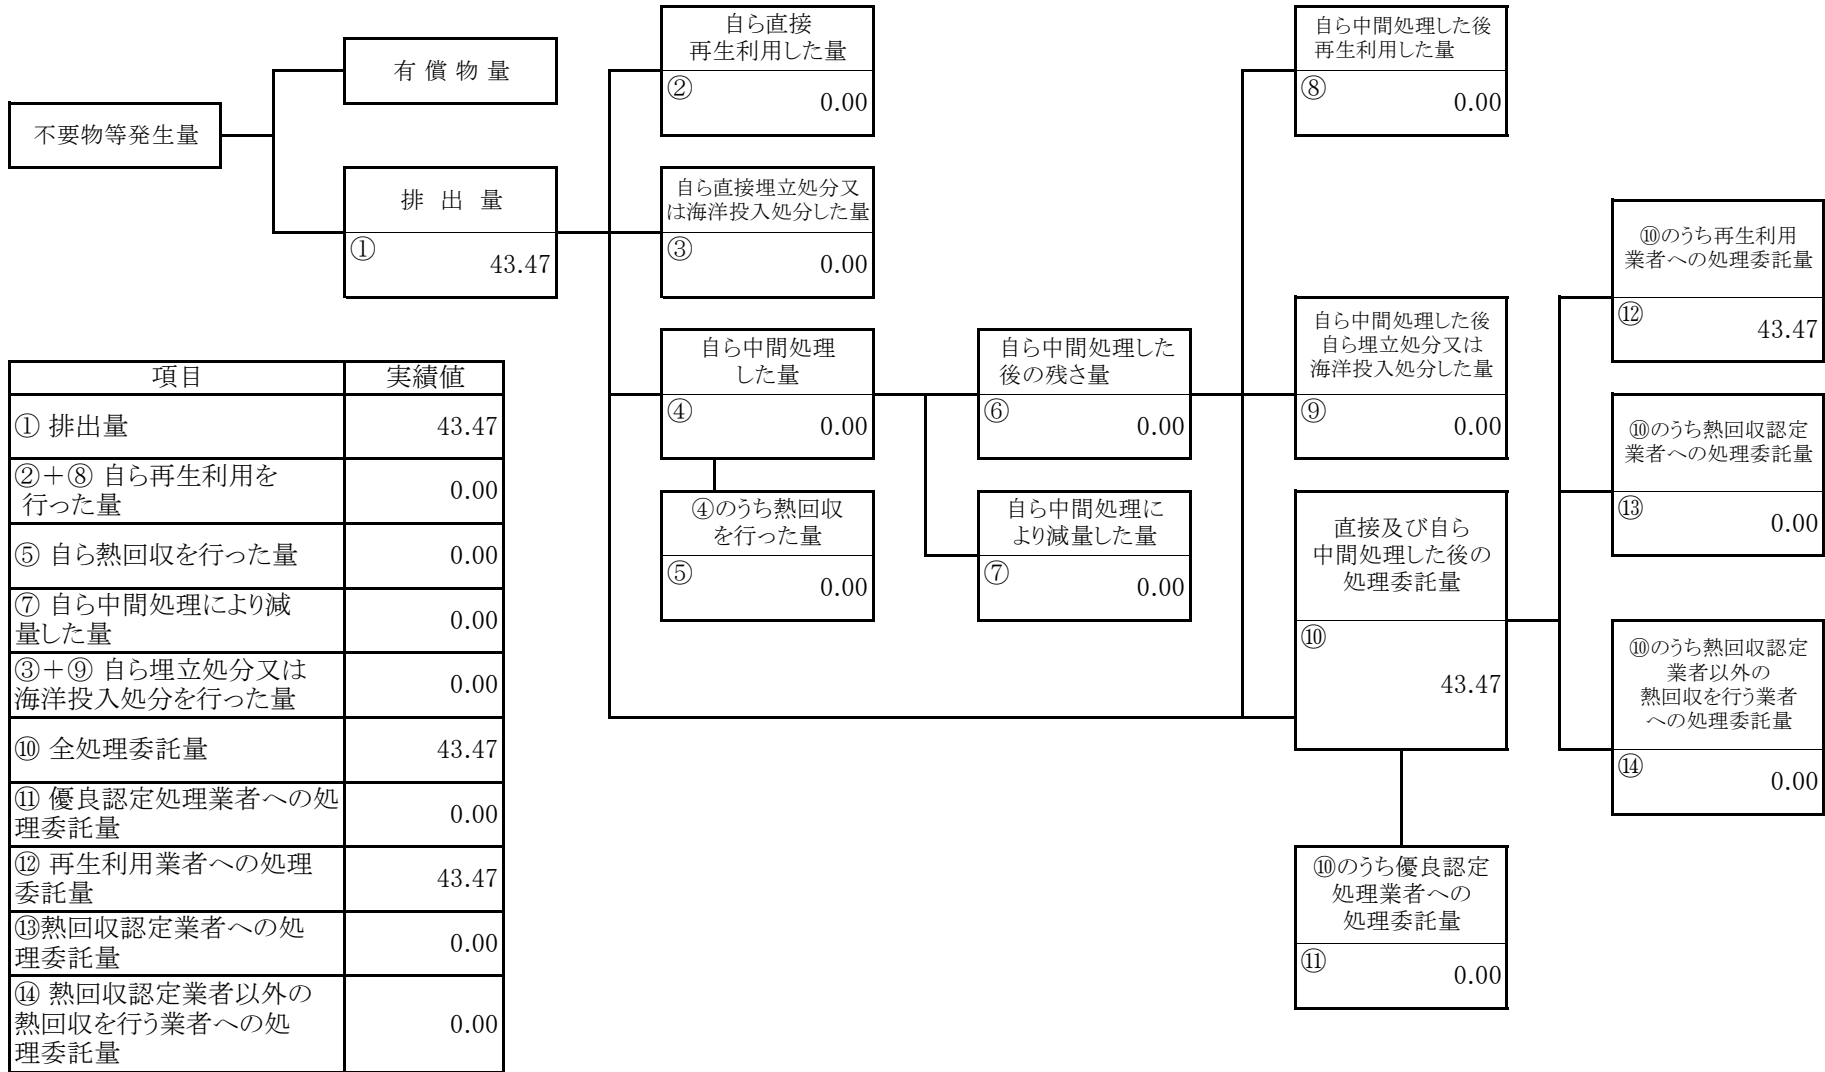 不要物等発生量
有 償 物 量
排 出 量
①
43.47
自ら直接
再生利用した量
②
0.00
自ら直接埋立処分又
は海洋投入処分した量
③
0.00
自ら中間処理
した量
④
0.00
④のうち熱回収
を行った量
⑤
0.00
自ら中間処理した
後の残さ量
⑥
0.00
自ら中間処理に
より減量した量
⑦
0.00
自ら中間処理した後
再生利用した量
⑧
0.00
自ら中間処理した後
自ら埋立処分又は
海洋投入処分した量
⑨
0.00
直接及び自ら
中間処理した後の
処理委託量
⑩
43.47
⑩のうち優良認定
処理業者への
処理委託量
⑪
0.00
⑩のうち再生利用
業者への処理委託量
⑫
43.47
⑩のうち熱回収認定
業者への処理委託量
⑬
0.00
⑩のうち熱回収認定
業者以外の
熱回収を行う業者
への処理委託量
⑭
0.00
項目 実績値
① 排出量 43.47
②＋⑧ 自ら再生利用を
行った量 0.00
⑤ 自ら熱回収を行った量 0.00
⑦ 自ら中間処理により減
量した量 0.00
③＋⑨ 自ら埋立処分又は
海洋投入処分を行った量 0.00
⑩ 全処理委託量 43.47
⑪ 優良認定処理業者への処
理委託量 0.00
⑫ 再生利用業者への処理
委託量 43.47
⑬熱回収認定業者への処
理委託量 0.00
⑭ 熱回収認定業者以外の
熱回収を行う業者への処
理委託量 0.00